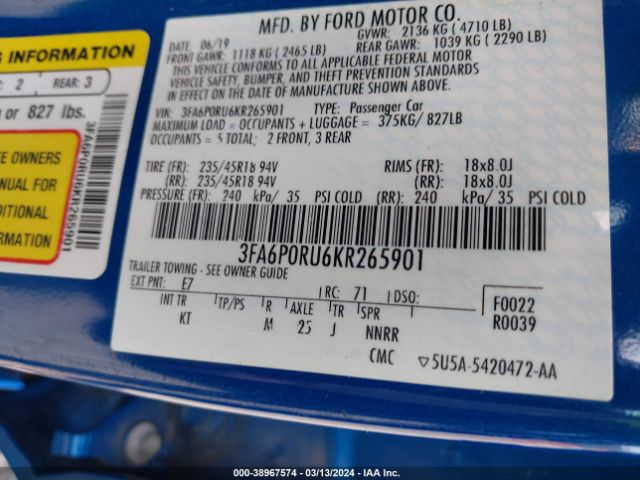 MFD. BY FORD MOTOR CO.
DATE: 06/19 GVWR: 2136 KG ( 4710 LB)
FRONT GAWR: 1118 KG ( 2465 LB) REAR GAWR: 1039 KG ( 2290 LB)
THIS VEHICLE CONFORMS TO ALL APPLICABLE FEDERAL MOTOR
VEHICLE SAFETY, BUMPER, AND THEFT PREVENTION STANDARDS
IN EFFECT ON THE DATE OF MANUFACTURE SHOWN ABOVE.
VIN: 3FA6P0RU6KR265901 TYPE: Passenger Car
MAXIMUM LOAD = OCCUPANTS + LUGGAGE = 375KG/ 827LB
OCCUPANTS = 5 TOTAL; 2 FRONT, 3 REAR
TIRE (FR): 235/45R18 94V RIMS (FR): 18x8.0J
(RR): 235/45R18 94V (RR): 18x8.0J
PRESSURE (FR): 240 kPa/ 35 PSI COLD (RR): 240 kPa/ 35 PSI COLD
3FA6P0RU6KR265901
TRAILER TOWING - SEE OWNER GUIDE
EXT PNT: E7 RC: 71 DSO:
F0022
R0039
INT TR TP/PS R AXLE TR SPR
KT M 25 J NNRR
CMC 5U5A-5420472-AA
INFORMATION
2 REAR: 3
or 827 lbs.
SEE OWNERS
MANUAL FOR
ADDITIONAL
INFORMATION
3FA6P0RU6KR265901
000-38967574 — 03/13/2024 — IAA Inc.